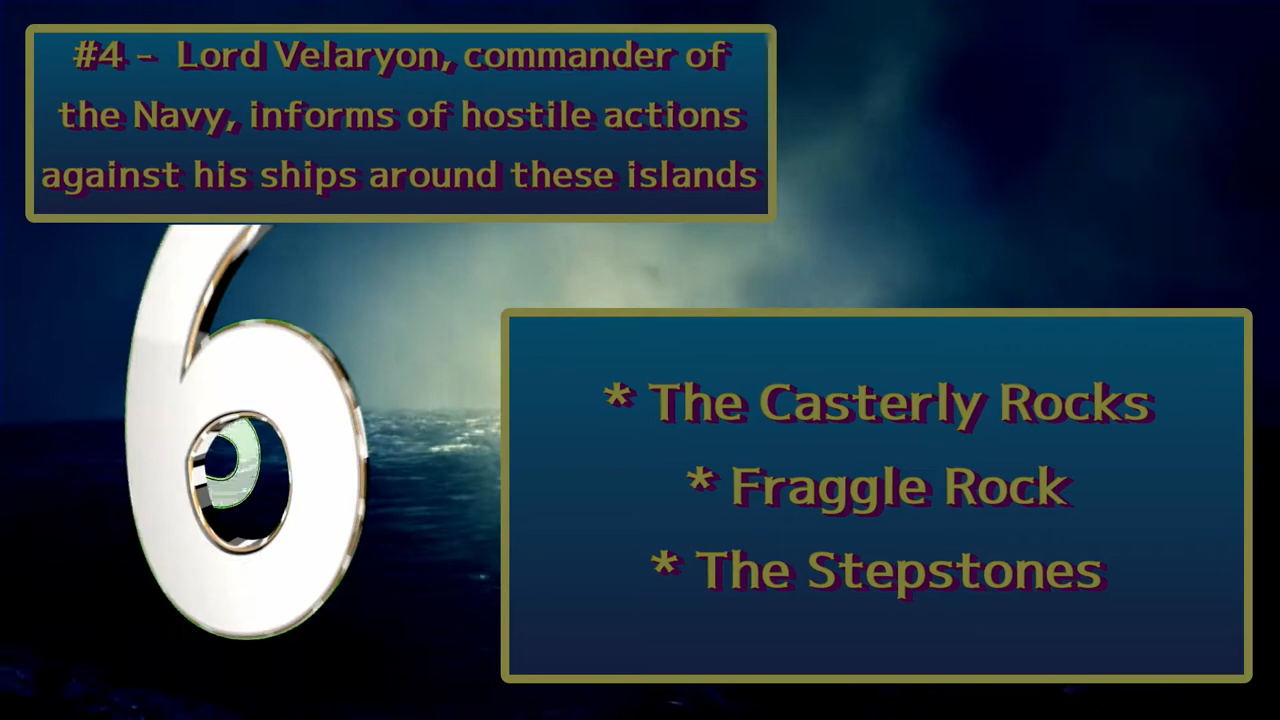 #4 - Lord Velaryon, commander of
the Navy, informs of hostile actions
against his ships around these islands
6
* The Casterly Rocks
* Fraggle Rock
* The Stepstones